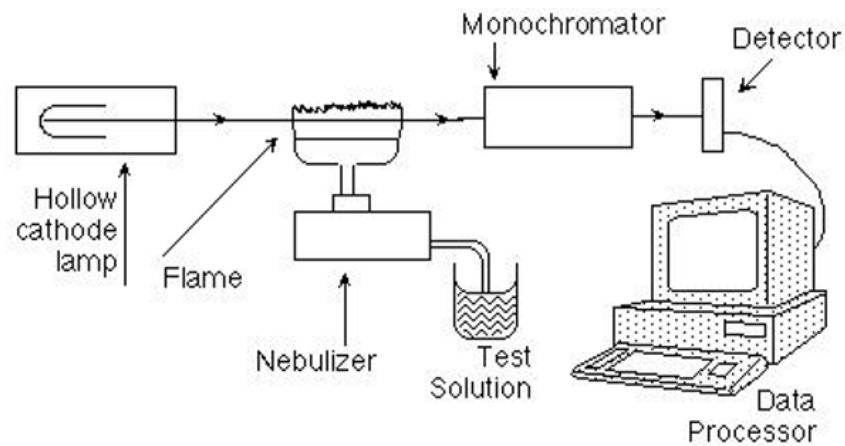 Monochromator
Detector
Hollow
cathode
lamp
Flame
Nebulizer
Test
Solution
Data
Processor